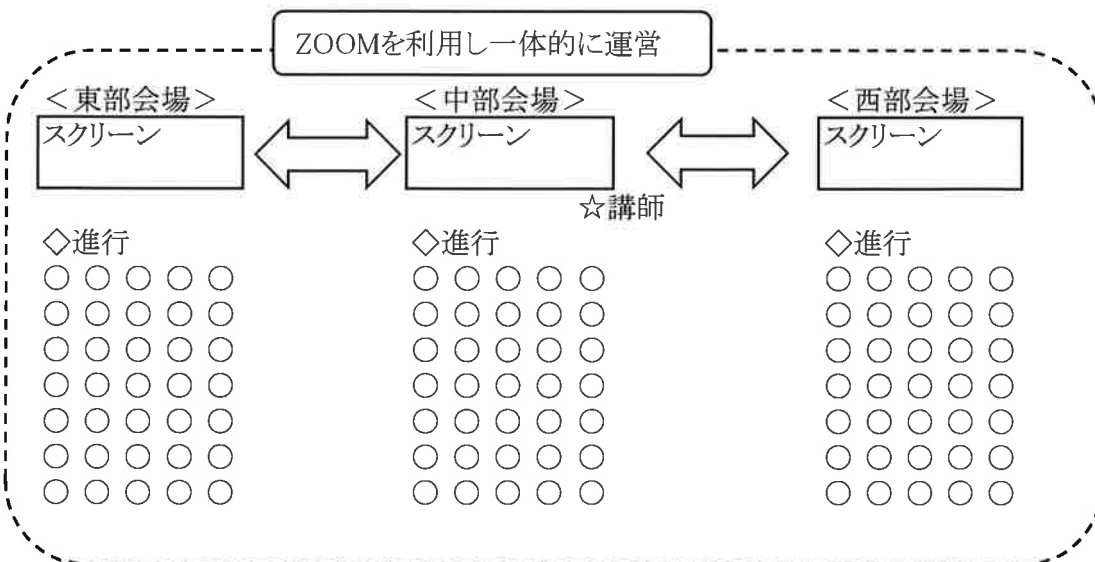 ZOOMを利用し一体的に運営
＜東部会場＞
スクリーン
◇進行
＜中部会場＞
スクリーン
☆講師
◇進行
＜西部会場＞
スクリーン
◇進行